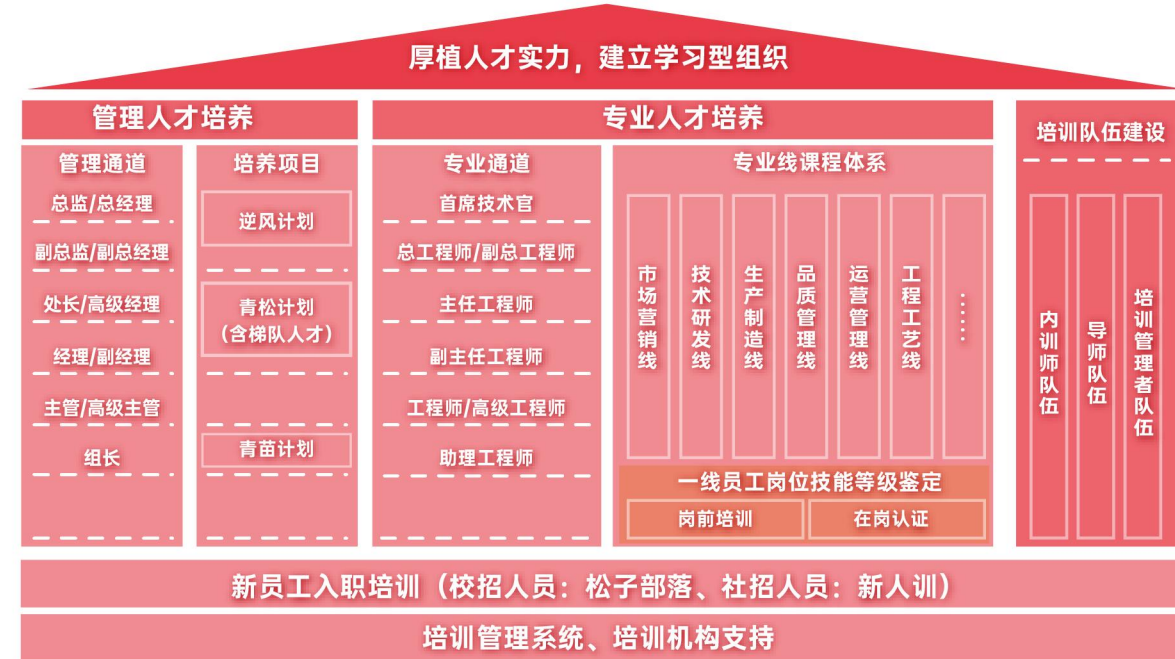 厚植人才实力，建立学习型组织
管理人才培养
管理通道
总监/总经理
副总监/副总经理
处长/高级经理
经理/副经理
主管/高级主管
组长
培养项目
逆风计划
青松计划
（含梯队人才）
青苗计划
专业人才培养
专业通道
首席技术官
总工程师/副总工程师
主任工程师
副主任工程师
工程师/高级工程师
助理工程师
专业线课程体系
市场营销线
技术研发线
生产制造线
品质管理线
运营管理线
工程工艺线
……
一线员工岗位技能等级鉴定
岗前培训
在岗认证
培训队伍建设
内训师队伍
导师队伍
培训管理者队伍
新员工入职培训（校招人员：松子部落、社招人员：新人训）
培训管理系统、培训机构支持